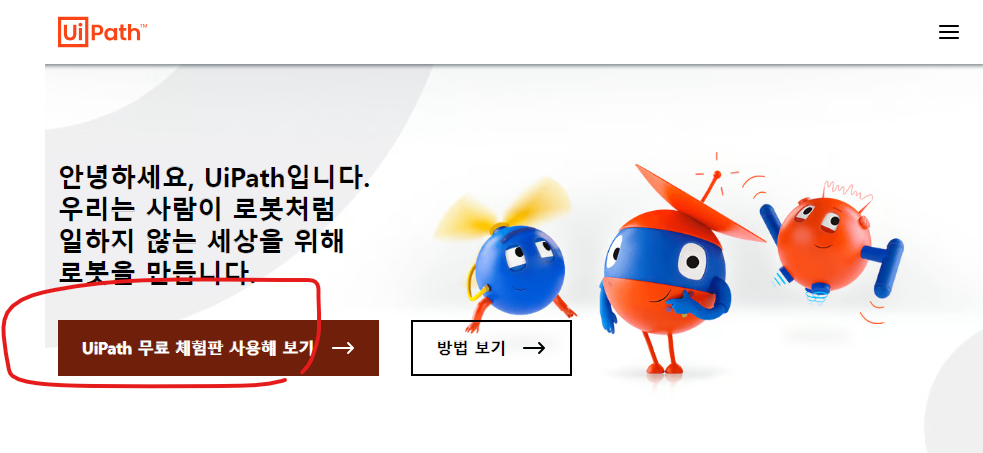 UiPath™
안녕하세요, UiPath입니다.
우리는 사람이 로봇처럼
일하지 않는 세상을 위해
로봇을 만듭니다.
UiPath 무료 체험판 사용해 보기 →
방법 보기 →